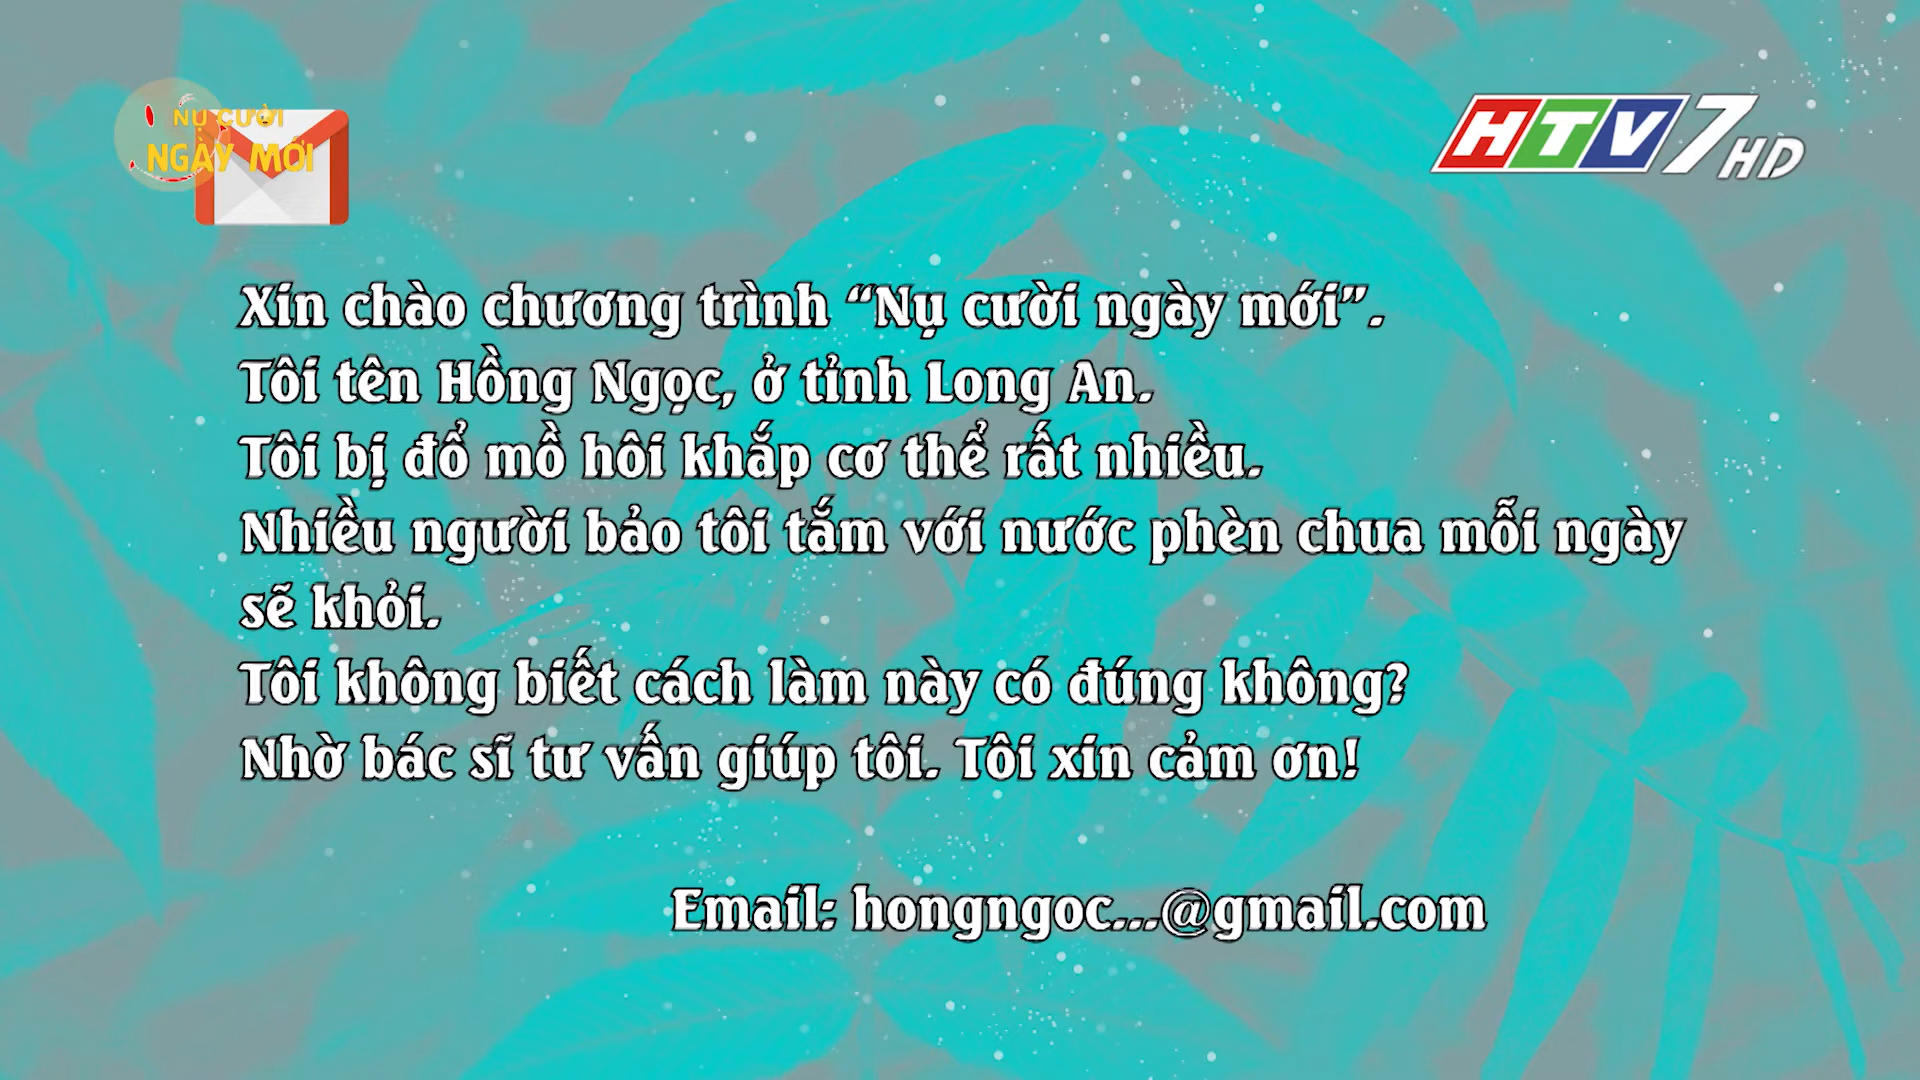 NỤ CƯỜI
NGÀY MỚI
HTV7 HD
Xin chào chương trình “Nụ cười ngày mới”.
Tôi tên Hồng Ngọc, ở tỉnh Long An.
Tôi bị đổ mồ hôi khắp cơ thể rất nhiều.
Nhiều người bảo tôi tắm với nước phèn chua mỗi ngày
sẽ khỏi.
Tôi không biết cách làm này có đúng không?
Nhờ bác sĩ tư vấn giúp tôi. Tôi xin cảm ơn!
Email: hongngoc...@gmail.com